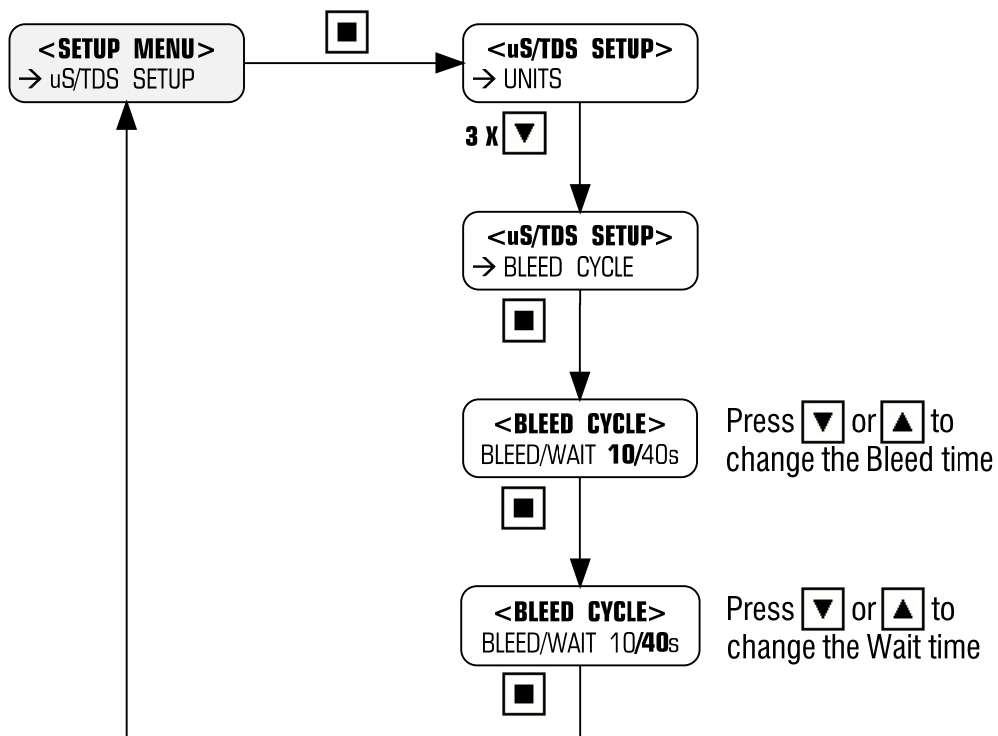 <SETUP MENU>
→ uS/TDS SETUP
<uS/TDS SETUP>
→ UNITS
3 X
<uS/TDS SETUP>
→ BLEED CYCLE
<BLEED CYCLE>
BLEED/WAIT 10/40s
Press ▼ or ▲ to
change the Bleed time
<BLEED CYCLE>
BLEED/WAIT 10/40s
Press ▼ or ▲ to
change the Wait time